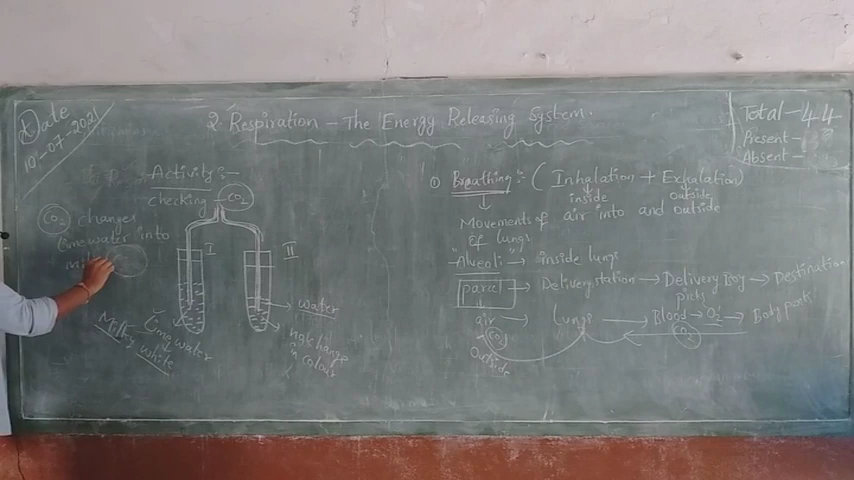 Date
10-07-2021
2. Respiration - The Energy Releasing System.
Total - 44
Present -
Absent -
Activity :-
checking - CO2
CO2 changes
limewater into
I
II
water
no change
in colour
Lime water
Milky white
① Breathing :- ( Inhalation + Exhalation)
inside outside
Movements of air into and outside
of lungs
"Alveoli" → inside lungs
parcel → Delivery station → Delivery Boy → Destination
picks
air → Lungs → Blood → O2 → Body parts
CO2
CO2
Outside